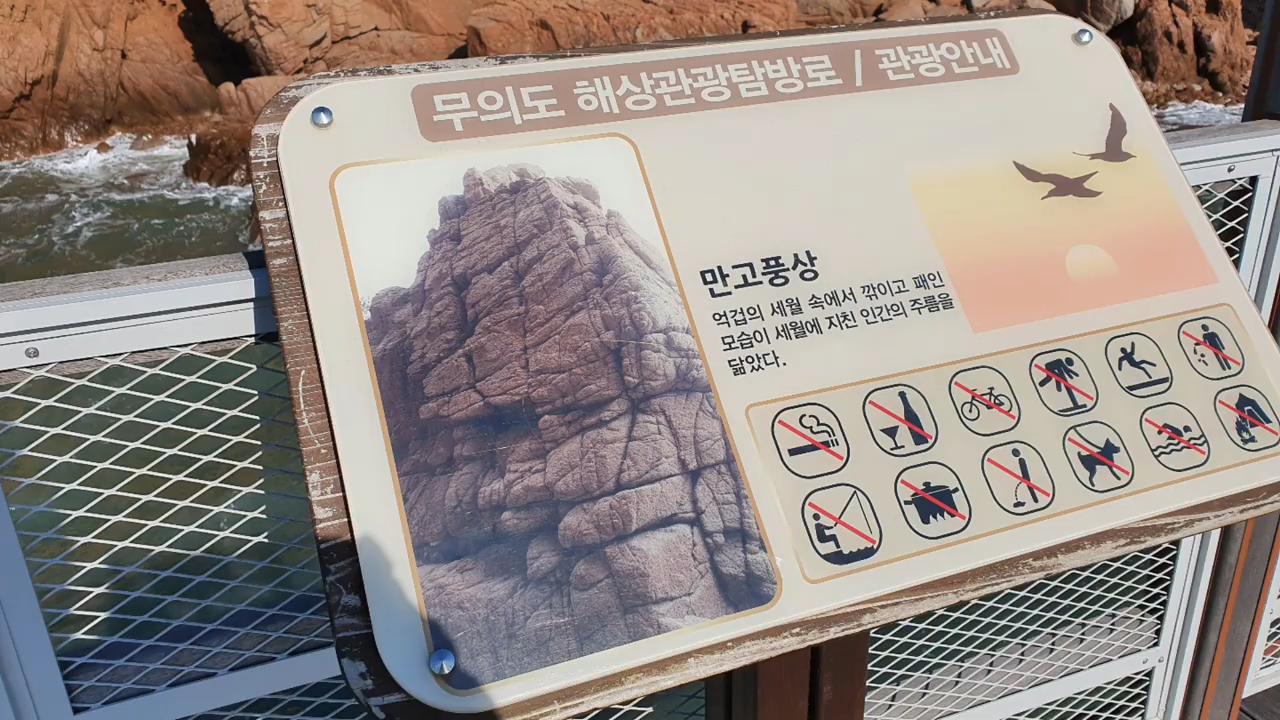 무의도 해상관광탐방로 / 관광안내
만고풍상
억겁의 세월 속에서 깎이고 패인
모습이 세월에 지친 인간의 주름을
닮았다.